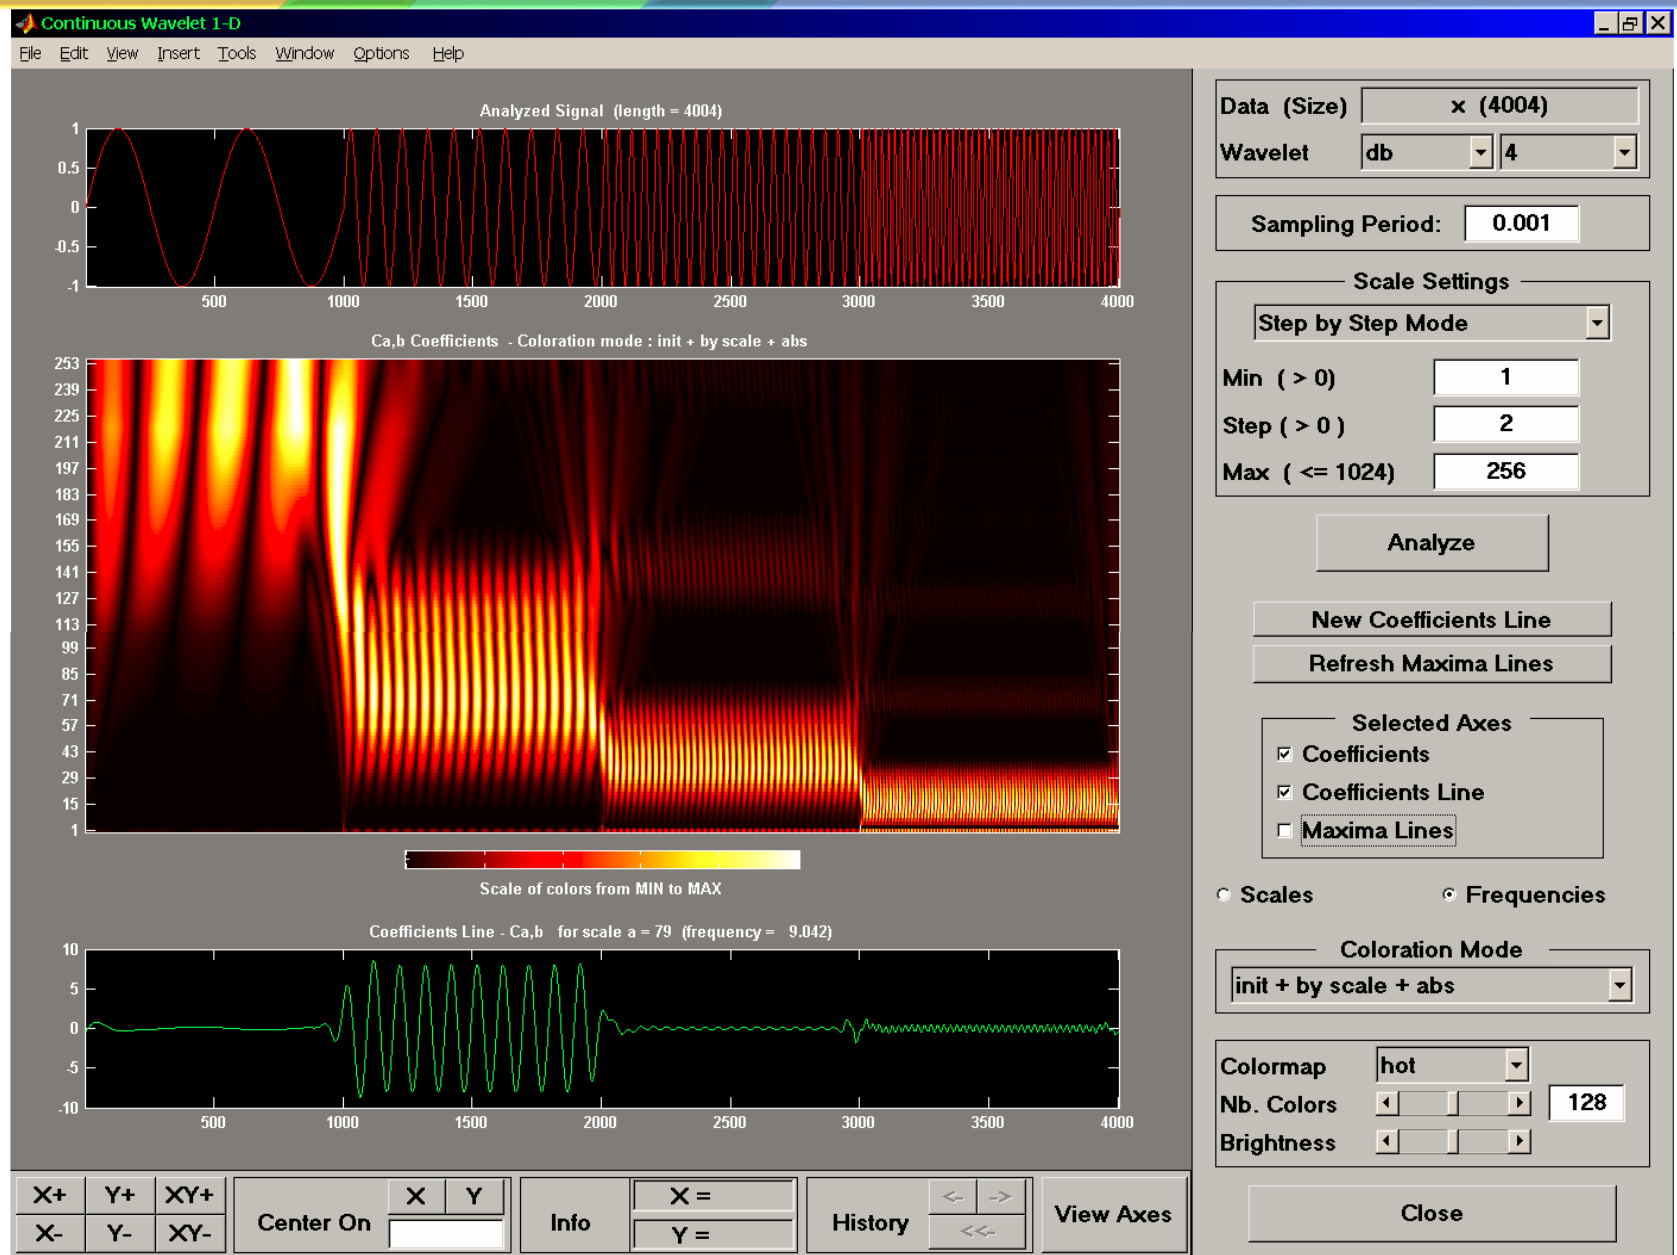 Continuous Wavelet 1-D
File Edit View Insert Tools Window Options Help
Analyzed Signal (length = 4004)
1
0.5
0
-0.5
-1
500 1000 1500 2000 2500 3000 3500 4000
Ca,b Coefficients - Coloration mode : init + by scale + abs
253
239
225
211
197
183
169
155
141
127
113
99
85
71
57
43
29
15
1
Scale of colors from MIN to MAX
Coefficients Line - Ca,b for scale a = 79 (frequency = 9.042)
10
5
0
-5
-10
500 1000 1500 2000 2500 3000 3500 4000
X+ Y+ XY+
X- Y- XY-
Center On
X Y
Info
X =
Y =
History
<- ->
<<-
View Axes
Data (Size) x (4004)
Wavelet db 4
Sampling Period: 0.001
Scale Settings
Step by Step Mode
Min ( > 0) 1
Step ( > 0 ) 2
Max ( <= 1024) 256
Analyze
New Coefficients Line
Refresh Maxima Lines
Selected Axes
Coefficients
Coefficients Line
Maxima Lines
Scales Frequencies
Coloration Mode
init + by scale + abs
Colormap hot
Nb. Colors 128
Brightness
Close